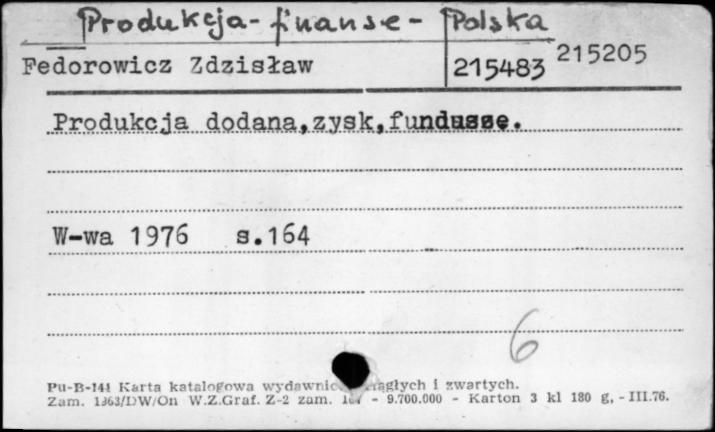 Produkcja - finanse - Polska
Fedorowicz Zdzisław 215483 215205
Produkcja dodana, zysk, fundusze.
W-wa 1976 s.164
6
Pu-B-141 Karta katalogowa ciągłych i zwartych.
Zam. 1363/DW/On W.Z.Graf. Z-2 zam. - 9.700.000 - Karton 3 kl 180 g, - III.76.